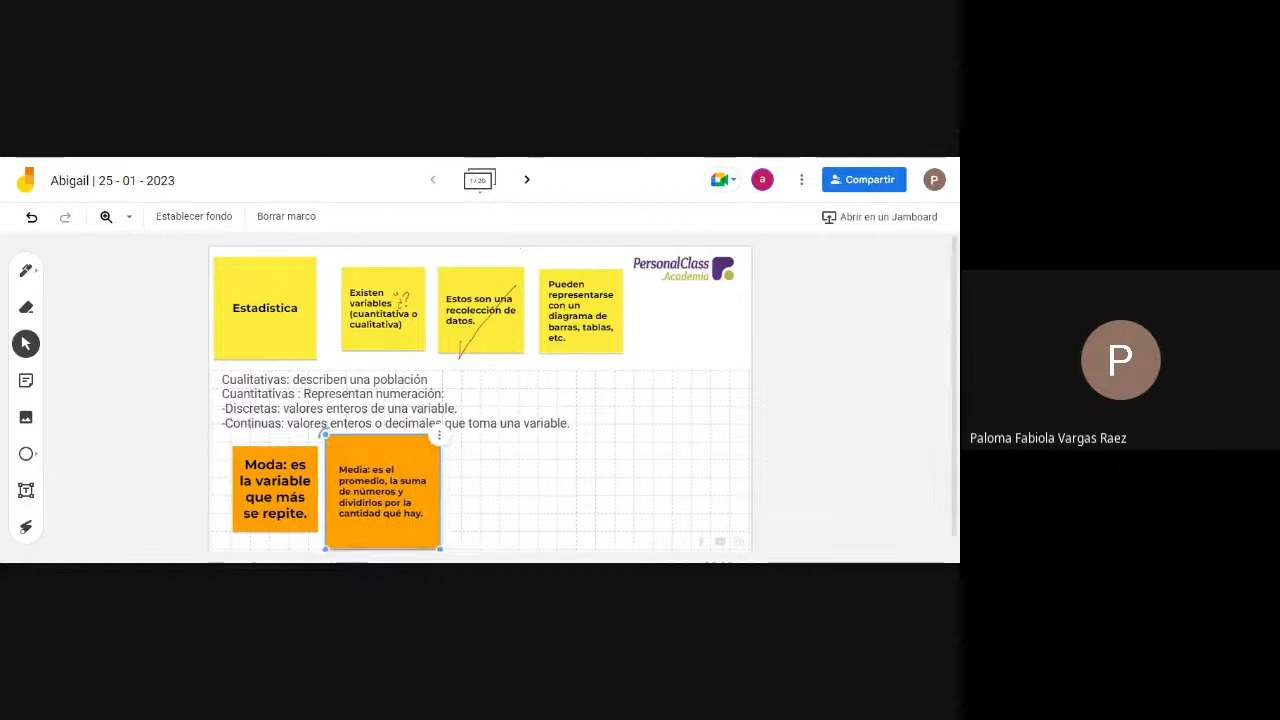 Abigail | 25 - 01 - 2023
1 / 20
a
Compartir
P
Establecer fondo
Borrar marco
Abrir en un Jamboard
PersonalClass
Academia
Estadistica
Existen
variables ¿?
(cuantitativa o
cualitativa)
Estos son una
recolección de
datos.
Pueden
representarse
con un
diagrama de
barras, tablas,
etc.
Cualitativas: describen una población
Cuantitativas : Representan numeración:
-Discretas: valores enteros de una variable.
-Continuas: valores enteros o decimales que toma una variable.
Moda: es
la variable
que más
se repite.
Media: es el
promedio, la suma
de números y
dividirlos por la
cantidad qué hay.
P
Paloma Fabiola Vargas Raez